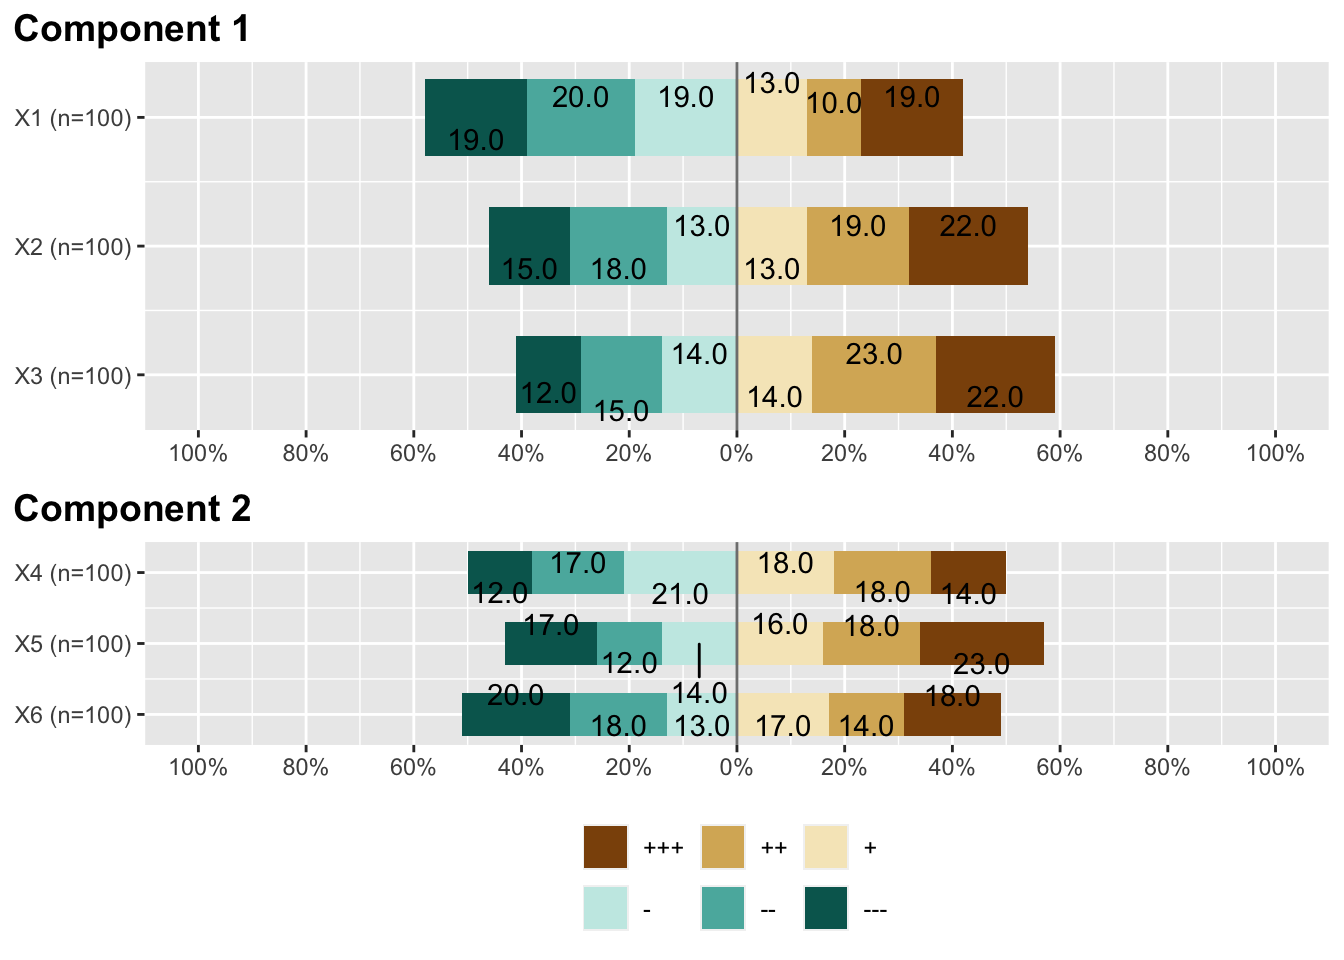 Component 1
13.0
20.0 19.0 10.0 19.0
X1 (n=100)
19.0
13.0 19.0 22.0
X2 (n=100)
15.0 18.0 13.0
14.0 23.0
X3 (n=100)
12.0 15.0 14.0 22.0
100% 80% 60% 40% 20% 0% 20% 40% 60% 80% 100%
Component 2
17.0 18.0
X4 (n=100)
12.0 21.0 18.0 14.0
17.0 16.0 18.0
X5 (n=100)
12.0 23.0
20.0 14.0 18.0
X6 (n=100)
18.0 13.0 17.0 14.0
100% 80% 60% 40% 20% 0% 20% 40% 60% 80% 100%
+++ ++ +
- -- ---